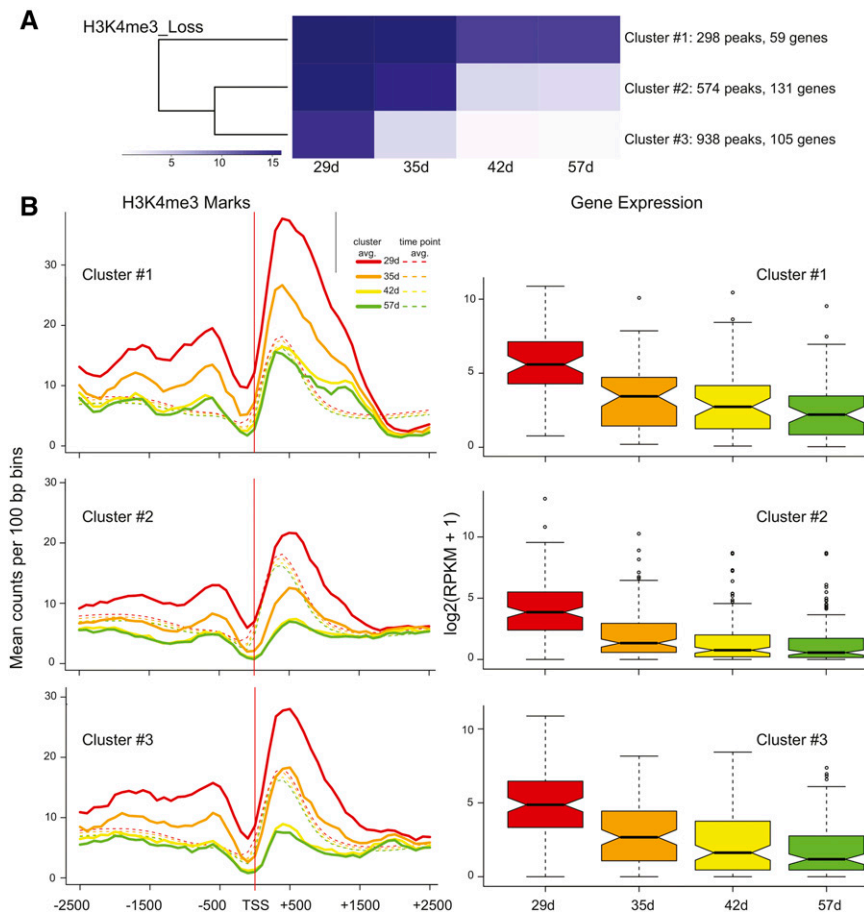 A
H3K4me3_Loss
5 10 15
Cluster #1: 298 peaks, 59 genes
Cluster #2: 574 peaks, 131 genes
Cluster #3: 938 peaks, 105 genes
29d 35d 42d 57d
B
H3K4me3 Marks
Gene Expression
Mean counts per 100 bp bins
Cluster #1
30
20
10
0
cluster avg. time point avg.
29d
35d
42d
57d
Cluster #2
30
20
10
0
Cluster #3
30
20
10
0
-2500 -1500 -500 TSS +500 +1500 +2500
log2(RPKM + 1)
Cluster #1
10
5
0
Cluster #2
10
5
0
Cluster #3
10
5
0
29d 35d 42d 57d